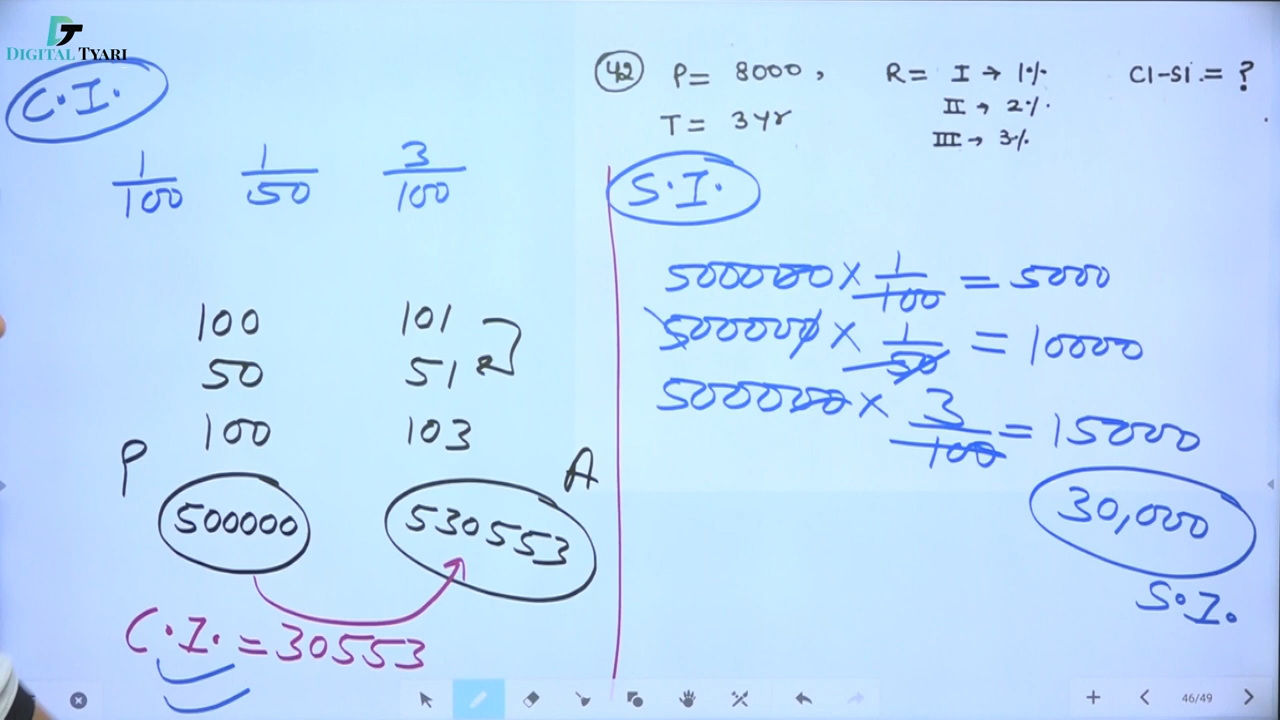 DIGITAL TYARI
C.I.
1/100 1/50 3/100
100 101
50 51
100 103
P A
500000 530553
C.I. = 30553
42 P= 8000, R= I → 1% CI-SI.= ?
T= 3yr II → 2%.
III → 3%
S.I.
500000 × 1/100 = 5000
500000 × 1/50 = 10000
500000 × 3/100 = 15000
30,000
S.I.
46/49